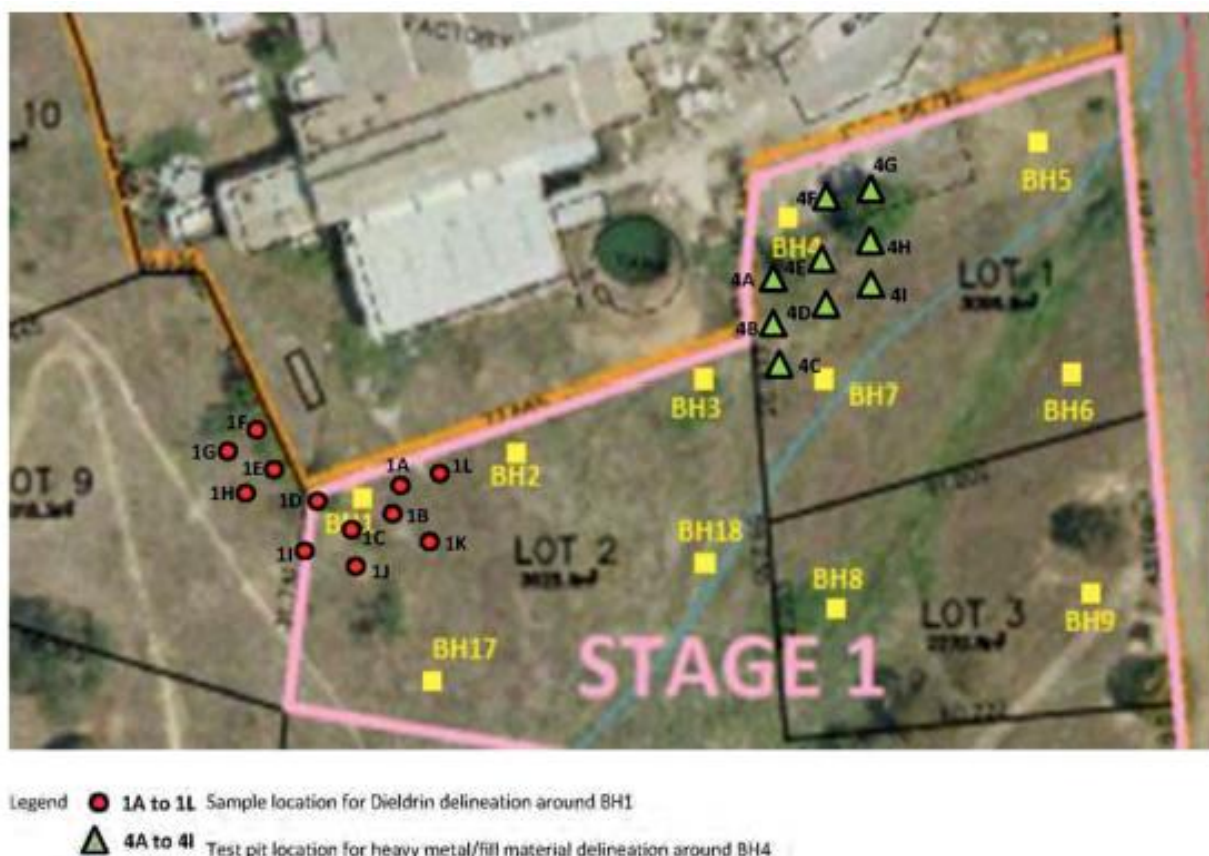 FACTORY
10
4G
4F
BH5
BH4
4H
4E
4A
LOT 1
4I
4D
4B
4C
BH3
BH7
BH6
1F
1G
1A
1L
BH2
1E
OT 9
1H
1D
BH1
1B
1C
1K
1I
LOT 2
BH18
1J
BH8
BH9
LOT 3
BH17
STAGE 1
Legend 1A to 1L Sample location for Dieldrin delineation around BH1
4A to 4I Test pit location for heavy metal/fill material delineation around BH4